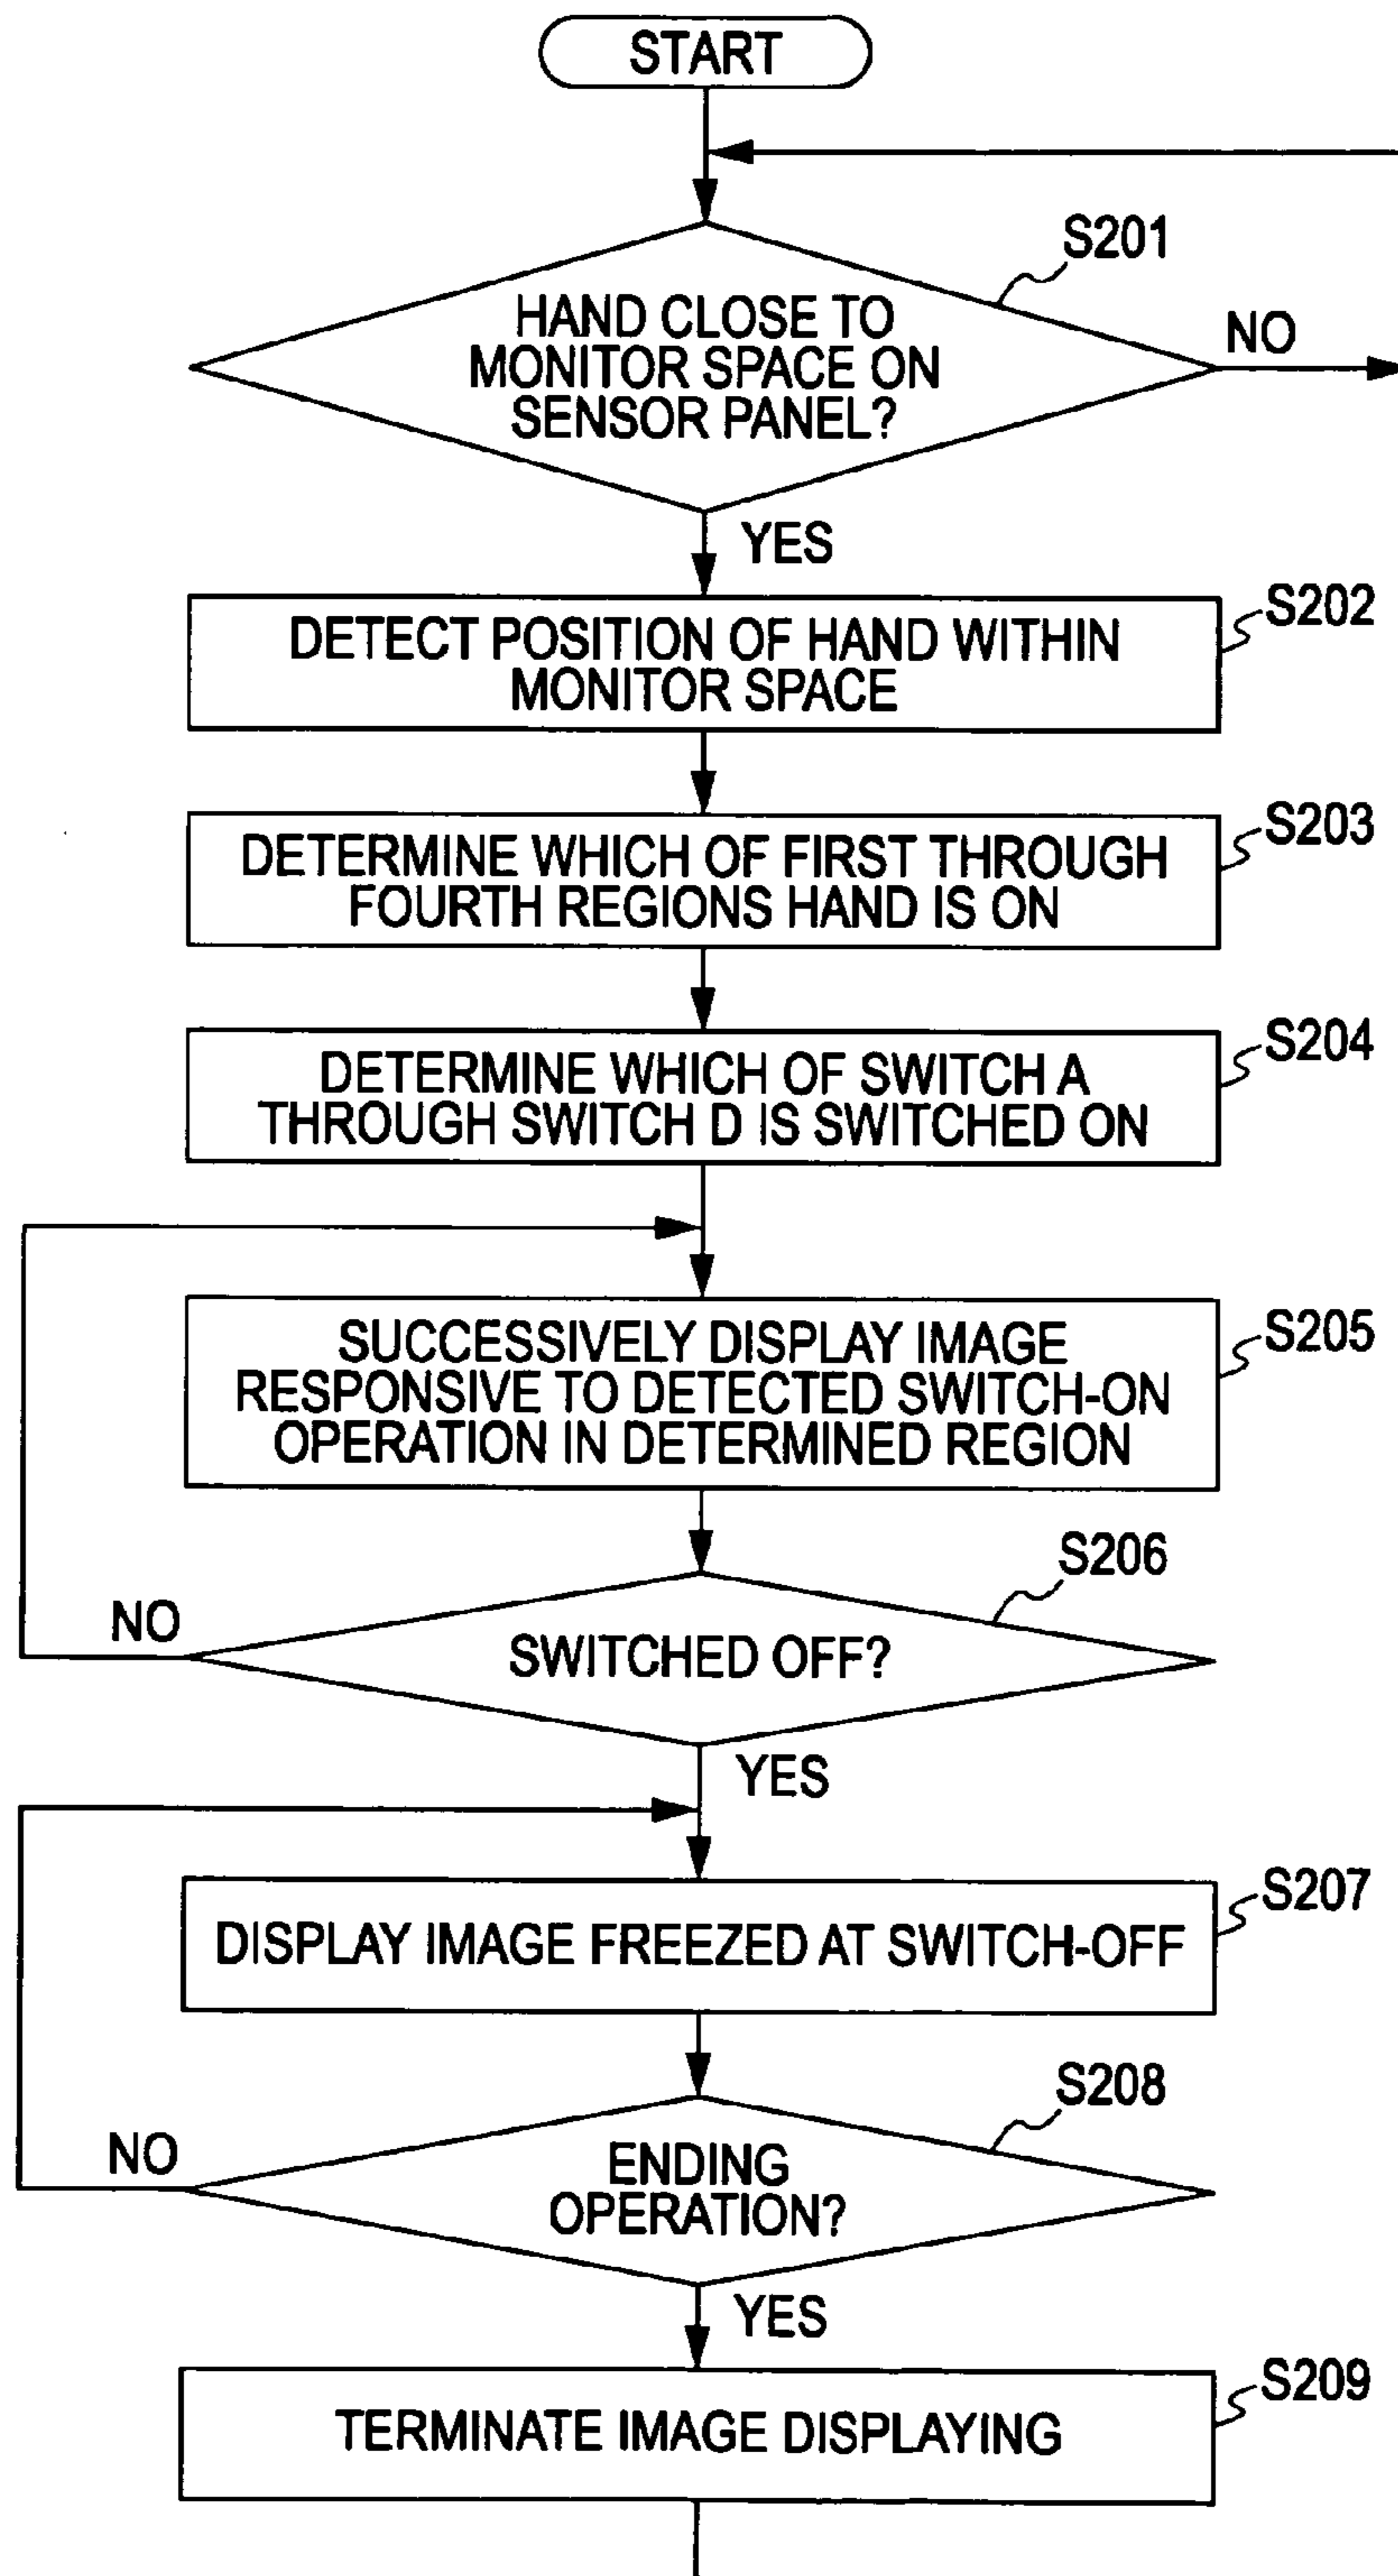 START
S201
HAND CLOSE TO
MONITOR SPACE ON
SENSOR PANEL?
NO
YES
S202
DETECT POSITION OF HAND WITHIN
MONITOR SPACE
S203
DETERMINE WHICH OF FIRST THROUGH
FOURTH REGIONS HAND IS ON
S204
DETERMINE WHICH OF SWITCH A
THROUGH SWITCH D IS SWITCHED ON
S205
SUCCESSIVELY DISPLAY IMAGE
RESPONSIVE TO DETECTED SWITCH-ON
OPERATION IN DETERMINED REGION
S206
NO
SWITCHED OFF?
YES
S207
DISPLAY IMAGE FREEZED AT SWITCH-OFF
S208
NO
ENDING
OPERATION?
YES
S209
TERMINATE IMAGE DISPLAYING